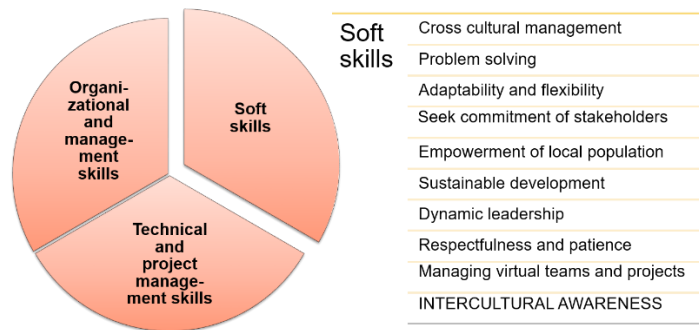 Organi-
zational
and
manage-
ment
skills
Soft
skills
Technical
and
project
manage-
ment skills
Soft
skills
Cross cultural management
Problem solving
Adaptability and flexibility
Seek commitment of stakeholders
Empowerment of local population
Sustainable development
Dynamic leadership
Respectfulness and patience
Managing virtual teams and projects
INTERCULTURAL AWARENESS